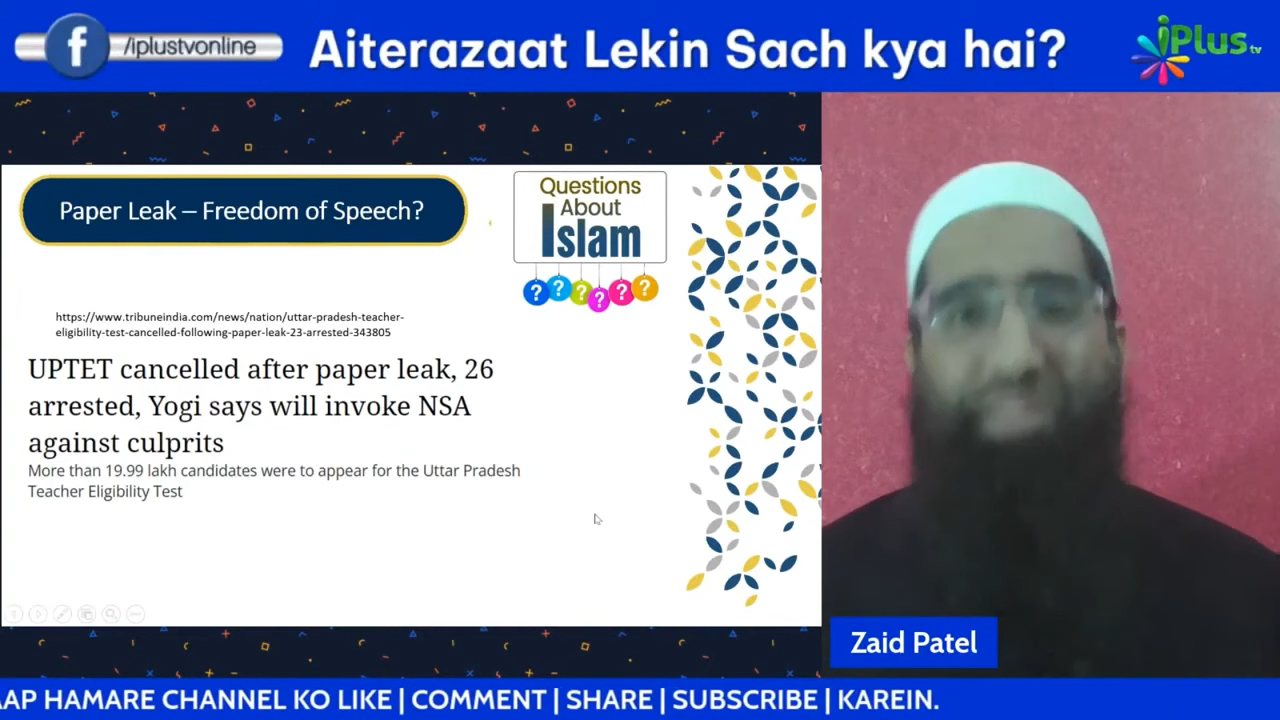 f /iplustvonline
Aiterazaat Lekin Sach kya hai?
iPlus tv
Paper Leak – Freedom of Speech?
Questions
About
Islam
? ? ? ? ? ?
https://www.tribuneindia.com/news/nation/uttar-pradesh-teacher-
eligibility-test-cancelled-following-paper-leak-23-arrested-343805
UPTET cancelled after paper leak, 26
arrested, Yogi says will invoke NSA
against culprits
More than 19.99 lakh candidates were to appear for the Uttar Pradesh
Teacher Eligibility Test
Zaid Patel
AAP HAMARE CHANNEL KO LIKE | COMMENT | SHARE | SUBSCRIBE | KAREIN.